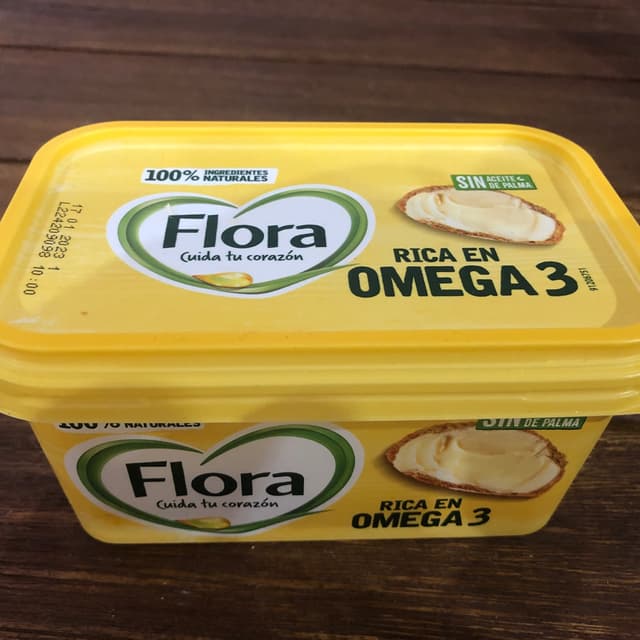 100% INGREDIENTES
NATURALES
SIN ACEITE
DE PALMA
Flora
Cuida tu corazón
RICA EN
OMEGA 3
17 01 2023 1
L224209098 10:00
100% NATURALES
SIN DE PALMA
Flora
Cuida tu corazón
RICA EN
OMEGA 3